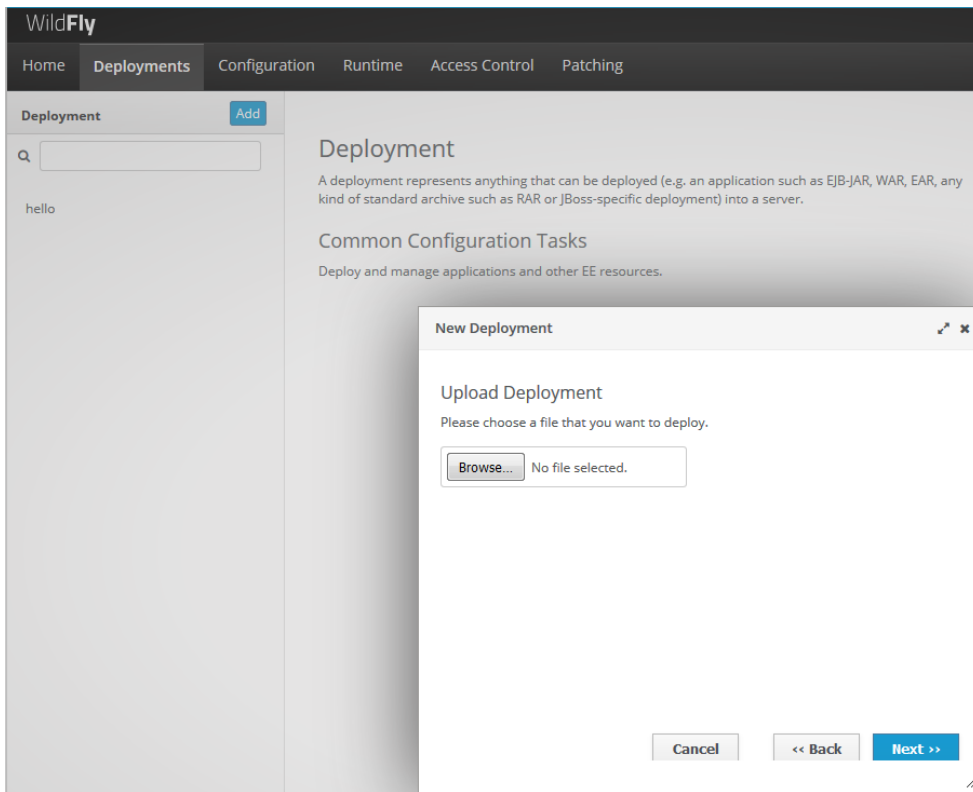 WildFly
Home Deployments Configuration Runtime Access Control Patching
Deployment Add
hello
Deployment
A deployment represents anything that can be deployed (e.g. an application such as EJB-JAR, WAR, EAR, any
kind of standard archive such as RAR or JBoss-specific deployment) into a server.
Common Configuration Tasks
Deploy and manage applications and other EE resources.
New Deployment
Upload Deployment
Please choose a file that you want to deploy.
Browse... No file selected.
Cancel << Back Next >>